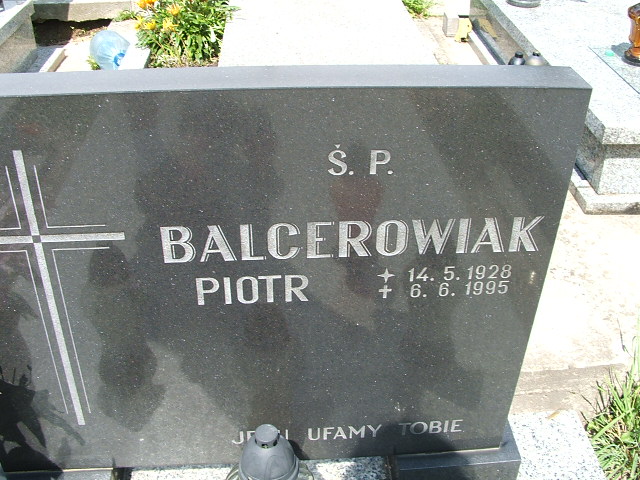 Ś. P.
BALCEROWIAK
PIOTR 14. 5. 1928
6. 6. 1995
UFAMY TOBIE